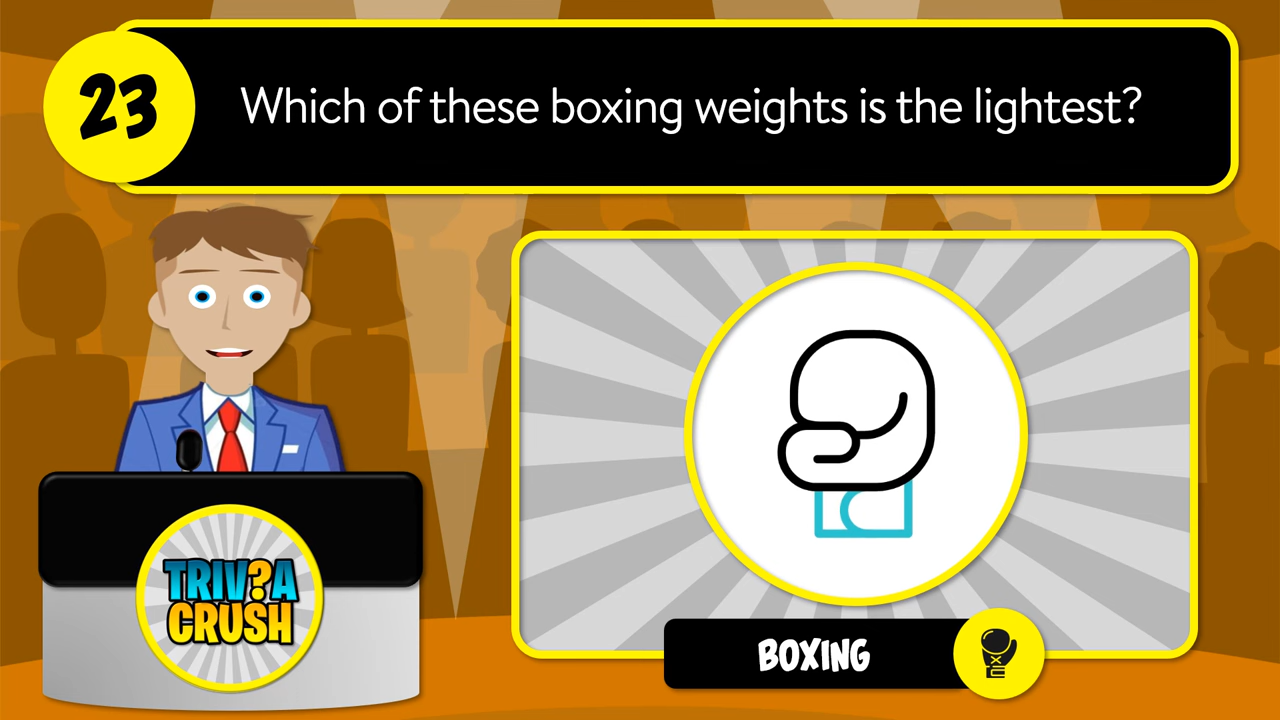 23
Which of these boxing weights is the lightest?
TRIV?A
CRUSH
BOXING